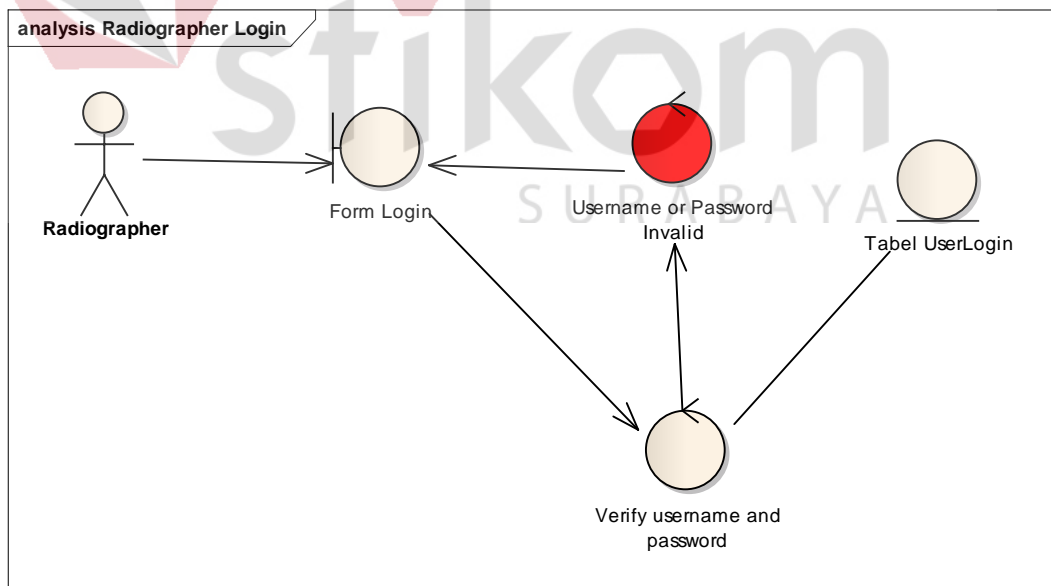 analysis Radiographer Login
stikom
SURABAYA
Radiographer
Form Login
Username or Password
Invalid
Tabel UserLogin
Verify username and
password